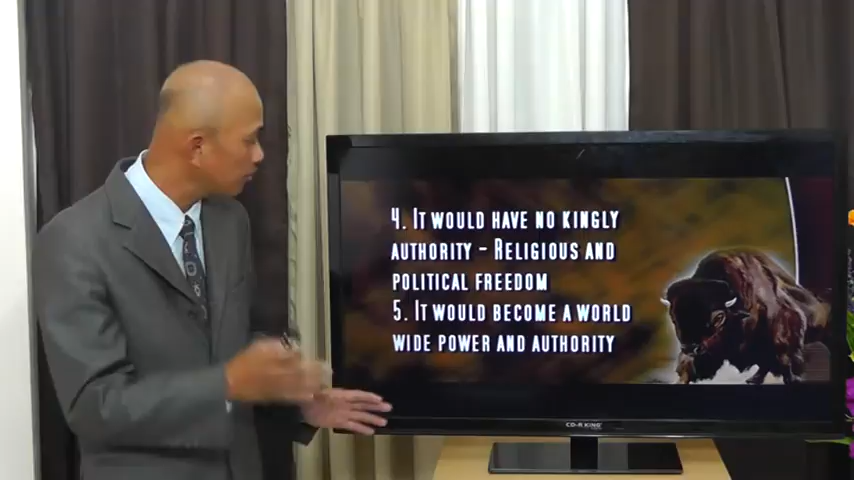 4. It would have no kingly
authority - Religious and
political freedom
5. It would become a world
wide power and authority
CD-R KING